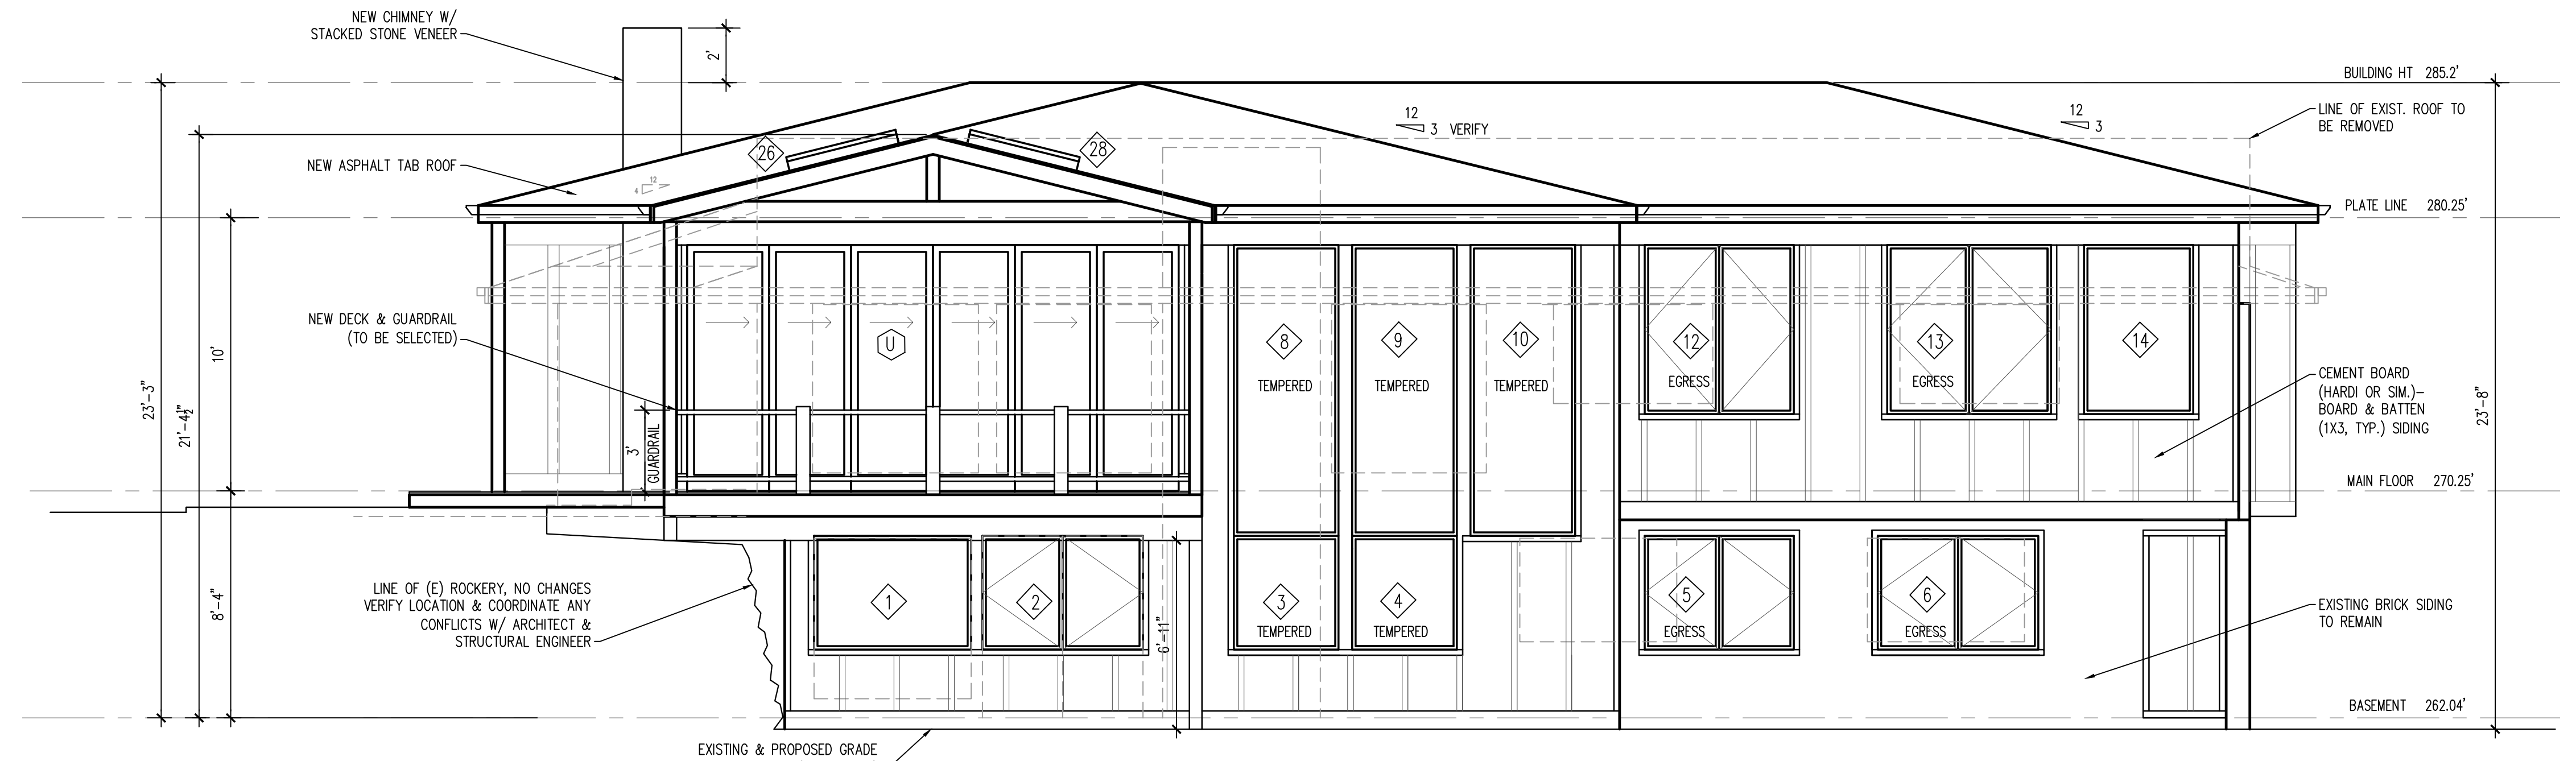 NEW CHIMNEY W/
STACKED STONE VENEER
2'
BUILDING HT 285.2'
LINE OF EXIST. ROOF TO
BE REMOVED
12
3 VERIFY
12
3
26
28
NEW ASPHALT TAB ROOF
12
4
PLATE LINE 280.25'
NEW DECK & GUARDRAIL
(TO BE SELECTED)
10'
23'-3"
21'-4½"
U
8
TEMPERED
9
TEMPERED
10
TEMPERED
12
EGRESS
13
EGRESS
14
CEMENT BOARD
(HARDI OR SIM.)-
BOARD & BATTEN
(1X3, TYP.) SIDING
23'-8"
3'
GUARDRAIL
MAIN FLOOR 270.25'
LINE OF (E) ROCKERY, NO CHANGES
VERIFY LOCATION & COORDINATE ANY
CONFLICTS W/ ARCHITECT &
STRUCTURAL ENGINEER
8'-4"
1
2
6'-11"
3
TEMPERED
4
TEMPERED
5
EGRESS
6
EGRESS
EXISTING BRICK SIDING
TO REMAIN
BASEMENT 262.04'
EXISTING & PROPOSED GRADE